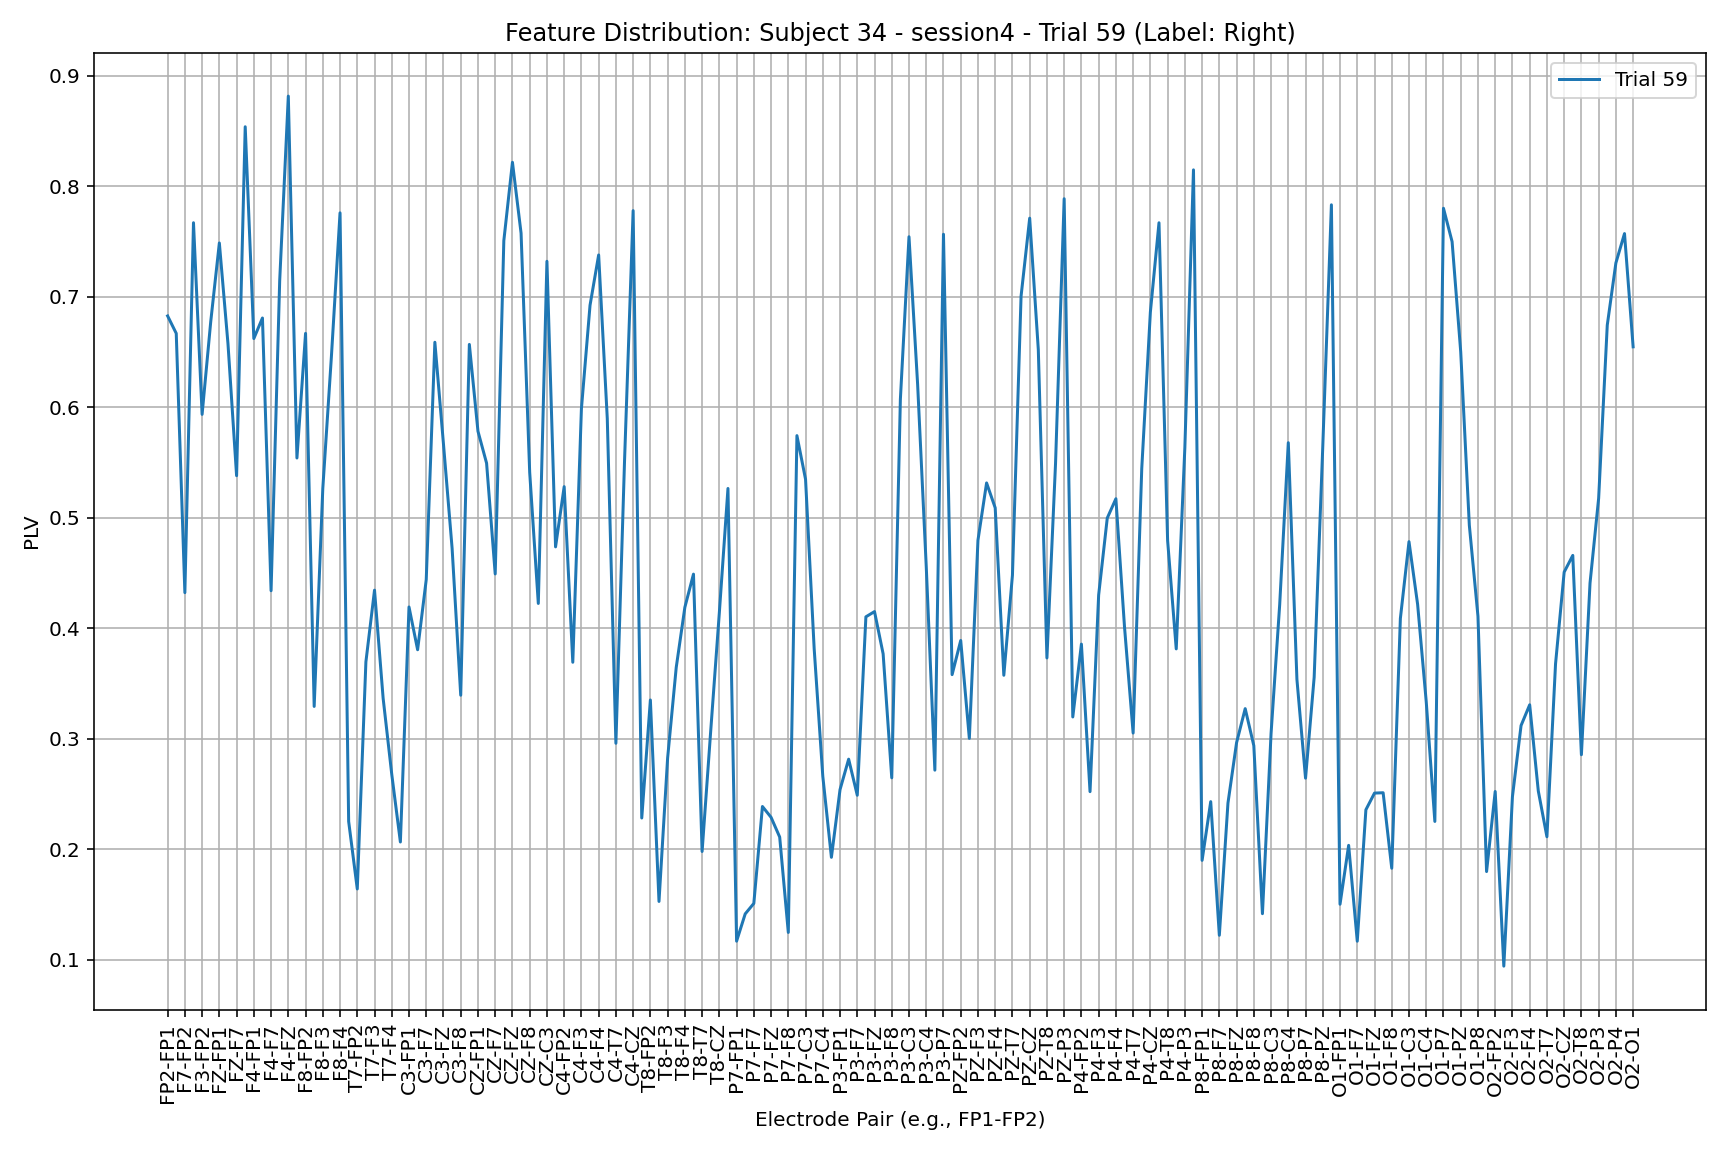 Feature Distribution: Subject 34 - session4 - Trial 59 (Label: Right)
Trial 59
PLV
0.9
0.8
0.7
0.6
0.5
0.4
0.3
0.2
0.1
FP2-FP1
F7-FP2
F3-FP2
FZ-FP1
FZ-F7
F4-FP1
F4-F7
F4-FZ
F8-FP2
F8-F3
F8-F4
T7-FP2
T7-F3
T7-F4
C3-FP1
C3-F7
C3-FZ
C3-F8
CZ-FP1
CZ-F7
CZ-FZ
CZ-F8
CZ-C3
C4-FP2
C4-F3
C4-F4
C4-T7
C4-CZ
T8-FP2
T8-F3
T8-F4
T8-T7
T8-CZ
P7-FP1
P7-F7
P7-FZ
P7-F8
P7-C3
P7-C4
P3-FP1
P3-F7
P3-FZ
P3-F8
P3-C3
P3-C4
P3-P7
PZ-FP2
PZ-F3
PZ-F4
PZ-T7
PZ-CZ
PZ-T8
PZ-P3
P4-FP2
P4-F3
P4-F4
P4-T7
P4-CZ
P4-T8
P4-P3
P8-FP1
P8-F7
P8-FZ
P8-F8
P8-C3
P8-C4
P8-P7
P8-PZ
O1-FP1
O1-F7
O1-FZ
O1-F8
O1-C3
O1-C4
O1-P7
O1-PZ
O1-P8
O2-FP2
O2-F3
O2-F4
O2-T7
O2-CZ
O2-T8
O2-P3
O2-P4
O2-O1
Electrode Pair (e.g., FP1-FP2)